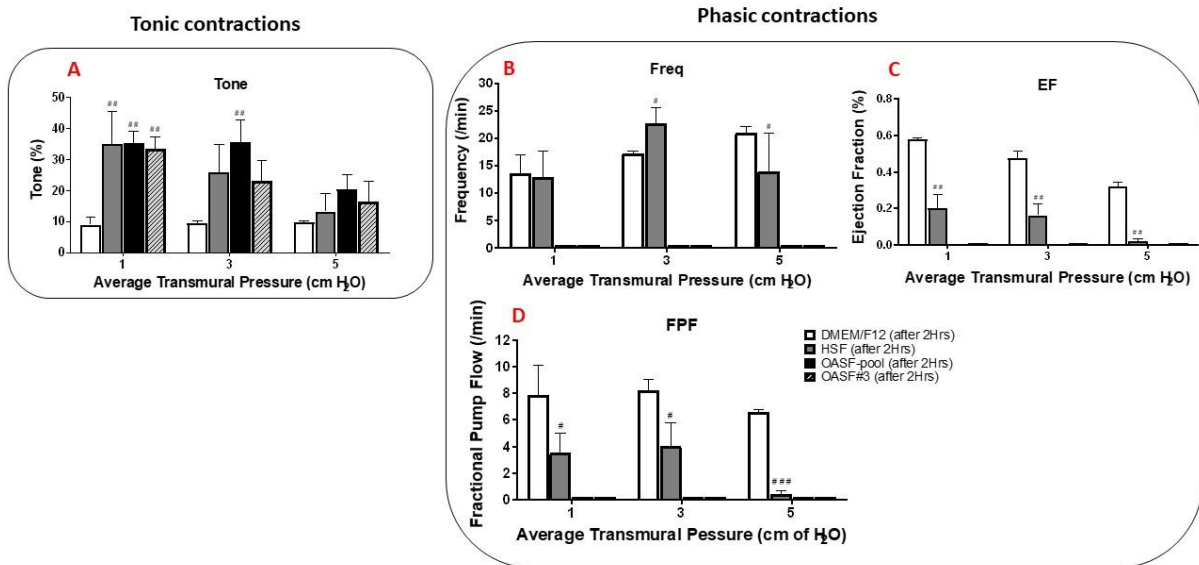 Tonic contractions
Phasic contractions
A
Tone
50
40
30
20
10
0
Tone (%)
##
##
##
##
1
3
5
Average Transmural Pressure (cm H₂O)
B
Freq
30
25
20
15
10
5
0
Frequency (/min)
#
#
1
3
5
Average Transmural Pressure (cm H₂O)
C
EF
0.8
0.6
0.4
0.2
0.0
Ejection Fraction (%)
##
##
##
1
3
5
Average Transmural Pressure (cm H₂O)
D
FPF
12
10
8
6
4
2
0
Fractional Pump Flow (/min)
#
#
###
1
3
5
Average Transmural Pessure (cm of H₂O)
DMEM/F12 (after 2Hrs)
HSF (after 2Hrs)
OASF-pool (after 2Hrs)
OASF#3 (after 2Hrs)